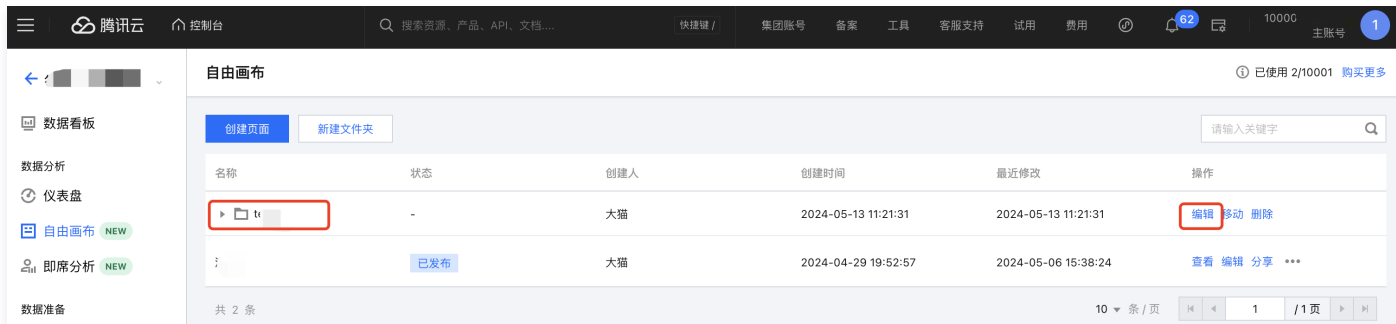 腾讯云 控制台 搜索资源、产品、API、文档.... 快捷键 / 集团账号 备案 工具 客服支持 试用 费用 62 10000 主账号 1
自由画布 已使用 2/10001 购买更多
数据看板
创建页面 新建文件夹 请输入关键字
数据分析
名称 状态 创建人 创建时间 最近修改 操作
仪表盘
- 大猫 2024-05-13 11:21:31 2024-05-13 11:21:31 编辑 移动 删除
自由画布 NEW
即席分析 NEW
已发布 大猫 2024-04-29 19:52:57 2024-05-06 15:38:24 查看 编辑 分享 •••
数据准备
共 2 条 10 条 / 页 1 / 1 页